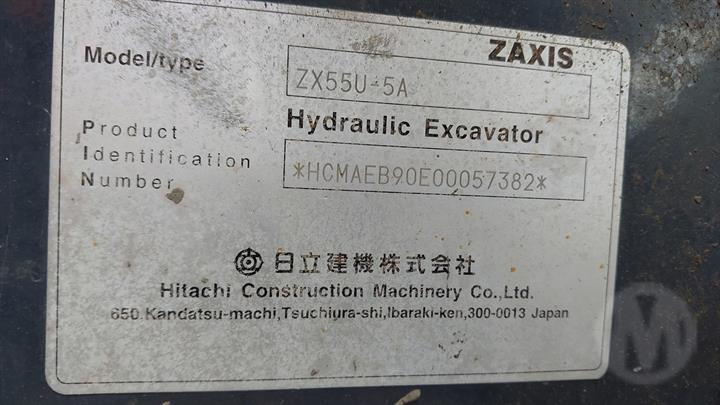 ZAXIS
Model/type ZX55U-5A
Hydraulic Excavator
Product
Identification *HCMAEB90E00057382*
Number
日立建機株式会社
Hitachi Construction Machinery Co.,Ltd.
650,Kandatsu-machi,Tsuchiura-shi,Ibaraki-ken,300-0013 Japan
M